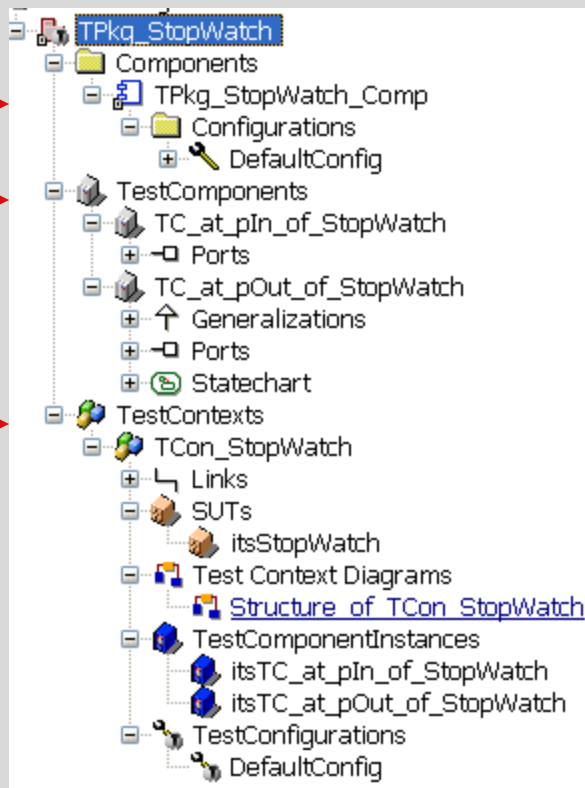 TPkg_StopWatch
Components
TPkg_StopWatch_Comp
Configurations
DefaultConfig
TestComponents
TC_at_pIn_of_StopWatch
Ports
TC_at_pOut_of_StopWatch
Generalizations
Ports
Statechart
TestContexts
TCon_StopWatch
Links
SUTs
itsStopWatch
Test Context Diagrams
Structure_of_TCon_StopWatch
TestComponentInstances
itsTC_at_pIn_of_StopWatch
itsTC_at_pOut_of_StopWatch
TestConfigurations
DefaultConfig